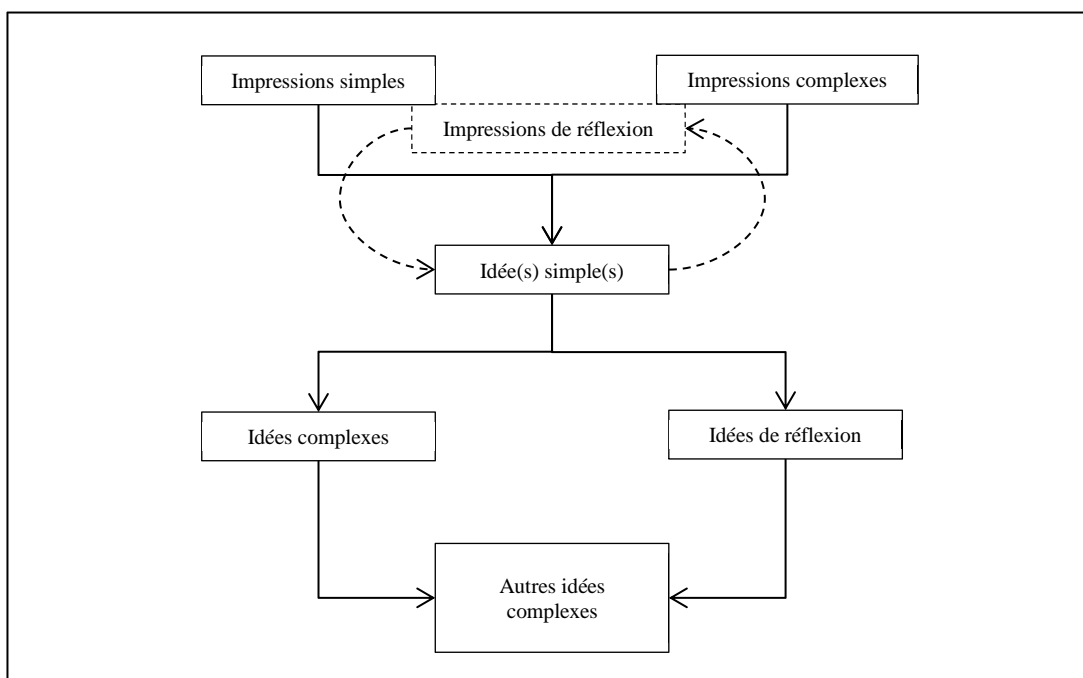 Impressions simples
Impressions complexes
Impressions de réflexion
Idée(s) simple(s)
Idées complexes
Idées de réflexion
Autres idées
complexes